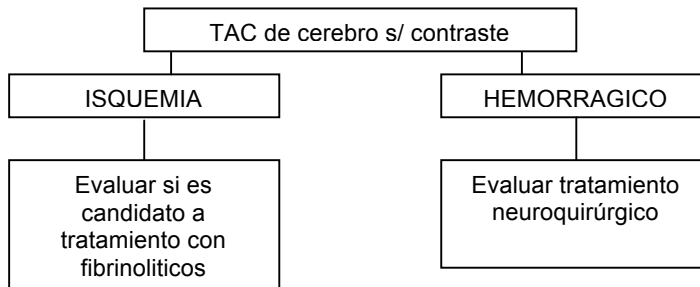 TAC de cerebro s/ contraste
ISQUEMIA
HEMORRAGICO
Evaluar si es
candidato a
tratamiento con
fibrinoliticos
Evaluar tratamiento
neuroquirúrgico